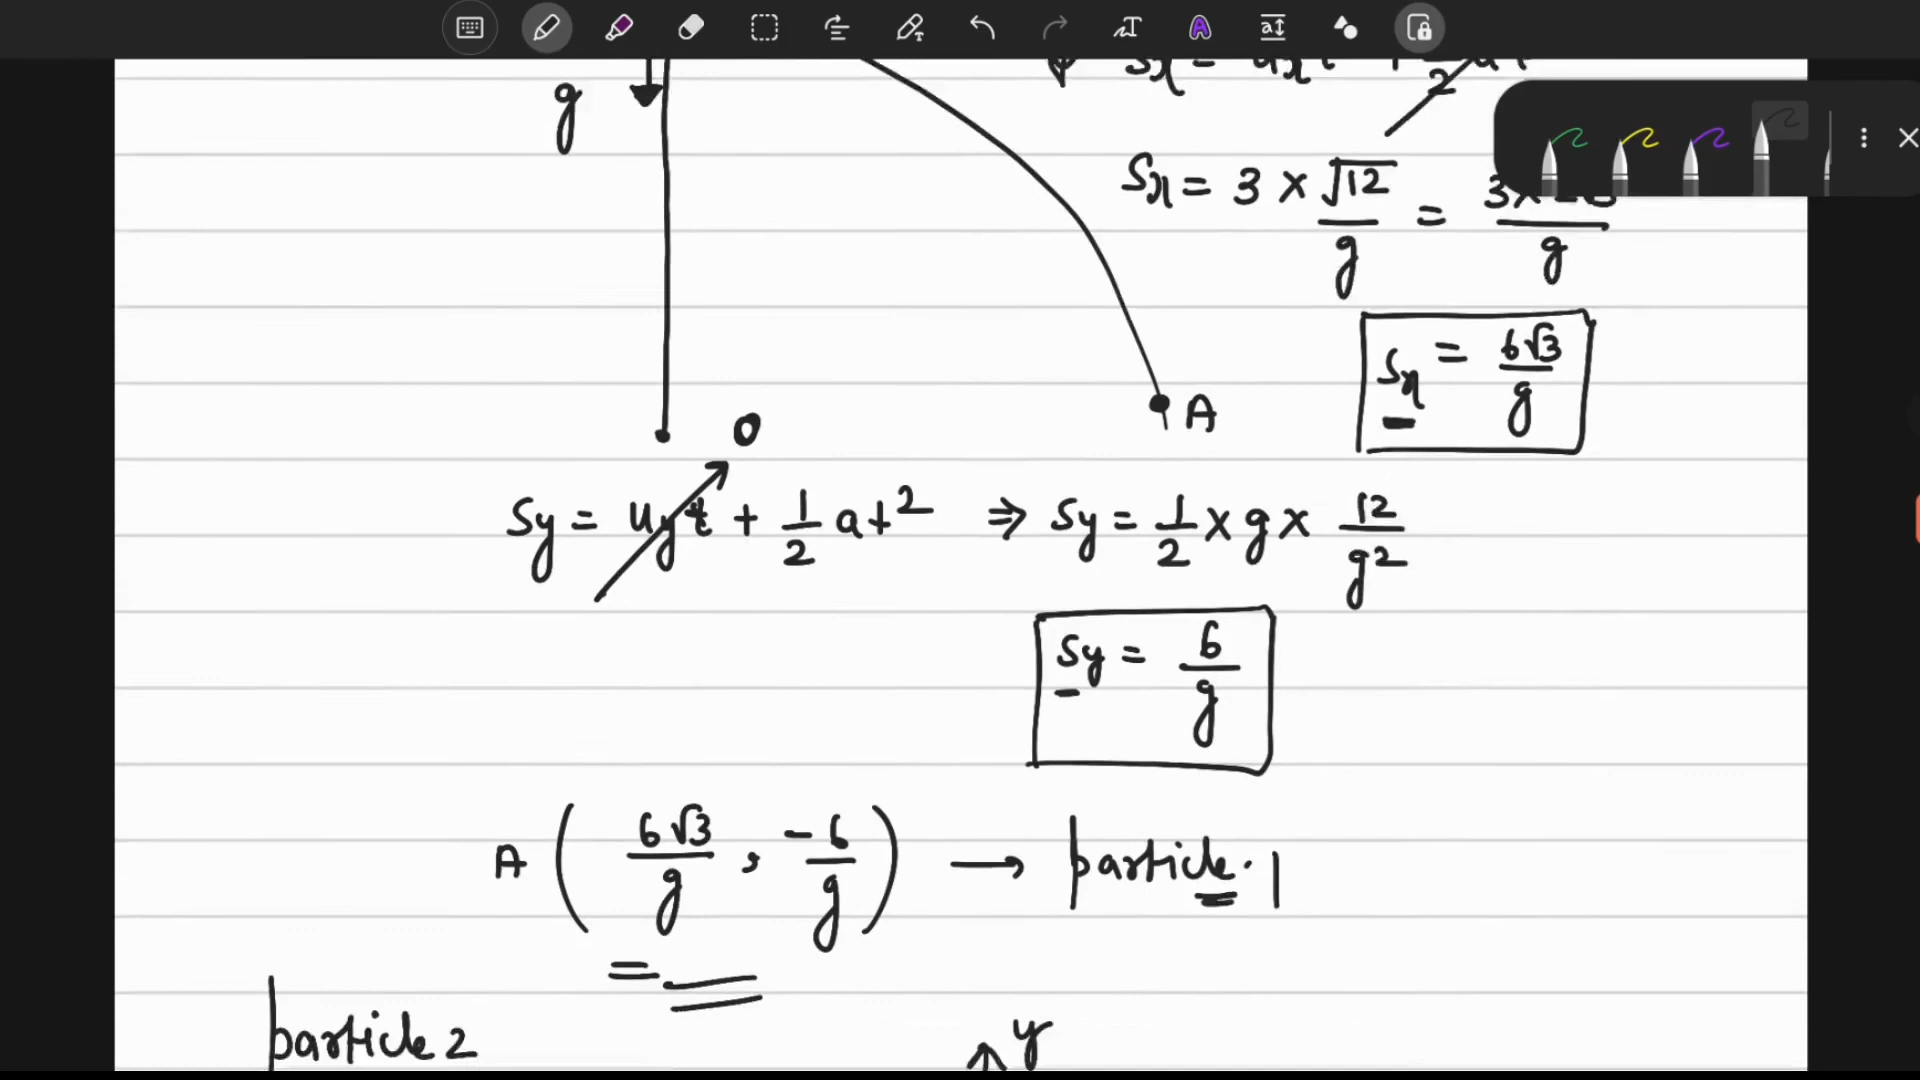 g
Sx = 3 × √12/g = 3×
g
Sx = 6√3/g
A
0
Sy = uyt + 1/2 at² ⇒ Sy = 1/2 × g × 12/g²
Sy = 6/g
A ( 6√3/g , -6/g ) → particle · 1
particle 2
y